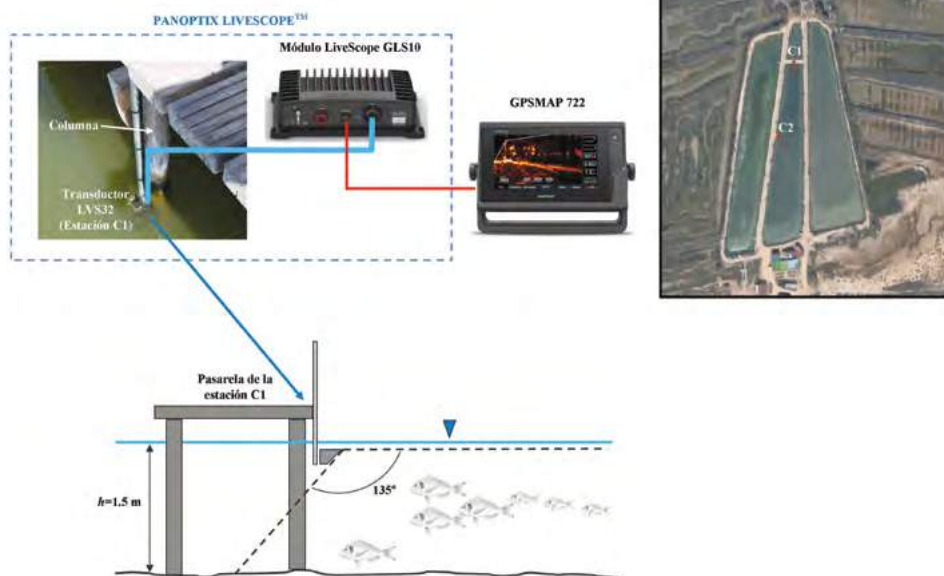 PANOPTIX LIVESCOPE™
Módulo LiveScope GLS10
Columna
Transductor
LVS32
(Estación C1)
GPSMAP 722
C1
C2
Pasarela de la
estación C1
135º
h=1.5 m